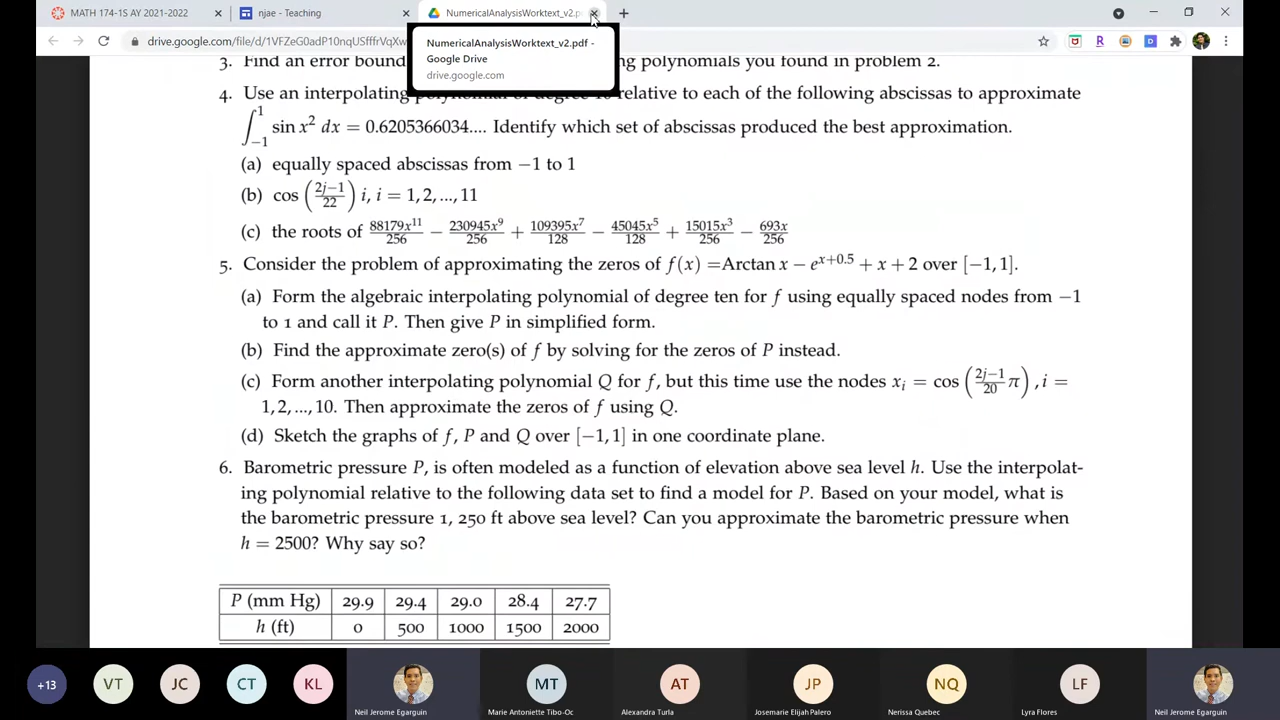 MATH 174-1S AY 2021-2022
njae - Teaching
NumericalAnalysisWorktext_v2.p
drive.google.com/file/d/1VFZeG0adP10nqUSfffrVqXw
NumericalAnalysisWorktext_v2.pdf -
Google Drive
drive.google.com
3. Find an error bound ing polynomials you found in problem 2.
4. Use an interpolating polynomial of degree 10 relative to each of the following abscissas to approximate
∫_{-1}^{1} sin x² dx = 0.6205366034.... Identify which set of abscissas produced the best approximation.
(a) equally spaced abscissas from −1 to 1
(b) cos (2j−1/22) i, i = 1, 2, ..., 11
(c) the roots of 88179x¹¹/256 − 230945x⁹/256 + 109395x⁷/128 − 45045x⁵/128 + 15015x³/256 − 693x/256
5. Consider the problem of approximating the zeros of f(x) =Arctan x − e^{x+0.5} + x + 2 over [−1, 1].
(a) Form the algebraic interpolating polynomial of degree ten for f using equally spaced nodes from −1
to 1 and call it P. Then give P in simplified form.
(b) Find the approximate zero(s) of f by solving for the zeros of P instead.
(c) Form another interpolating polynomial Q for f, but this time use the nodes x_i = cos (2j−1/20 π), i =
1, 2, ..., 10. Then approximate the zeros of f using Q.
(d) Sketch the graphs of f, P and Q over [−1, 1] in one coordinate plane.
6. Barometric pressure P, is often modeled as a function of elevation above sea level h. Use the interpolat-
ing polynomial relative to the following data set to find a model for P. Based on your model, what is
the barometric pressure 1, 250 ft above sea level? Can you approximate the barometric pressure when
h = 2500? Why say so?
P (mm Hg) 29.9 29.4 29.0 28.4 27.7
h (ft) 0 500 1000 1500 2000
+13 VT JC CT KL MT AT JP NQ LF
Neil Jerome Egarguin Marie Antoniette Tibo-Oc Alexandra Turla Josemarie Elijah Palero Nerissa Quebec Lyra Flores Neil Jerome Egarguin